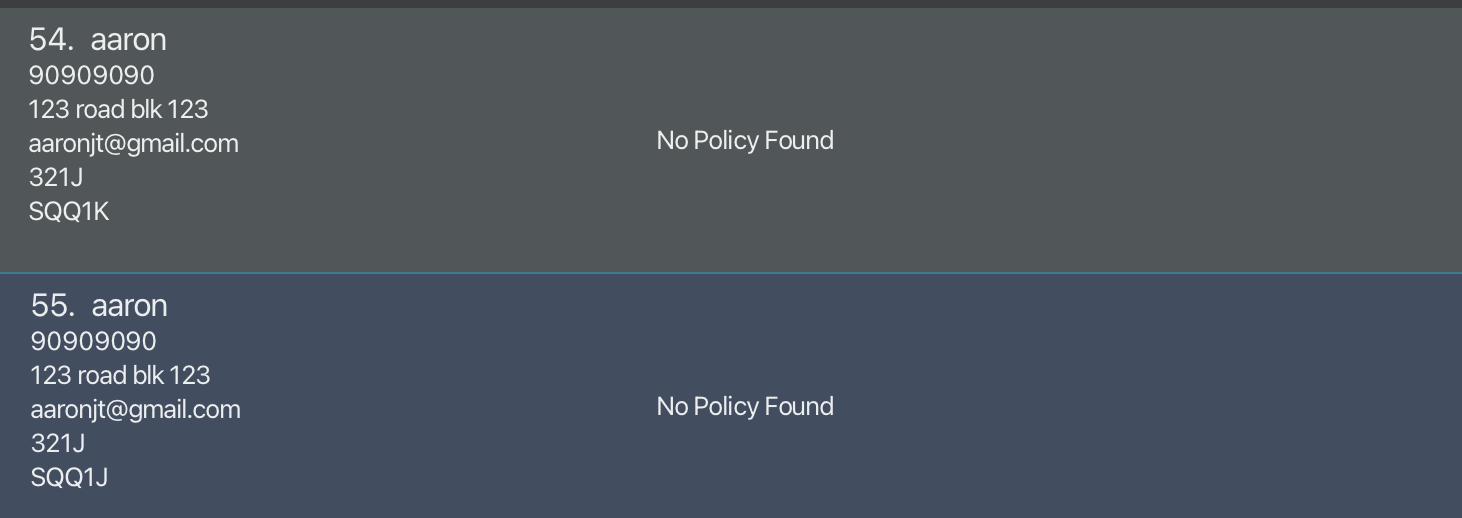 54. aaron
90909090
123 road blk 123
aaronjt@gmail.com
No Policy Found
321J
SQQ1K
55. aaron
90909090
123 road blk 123
aaronjt@gmail.com
No Policy Found
321J
SQQ1J